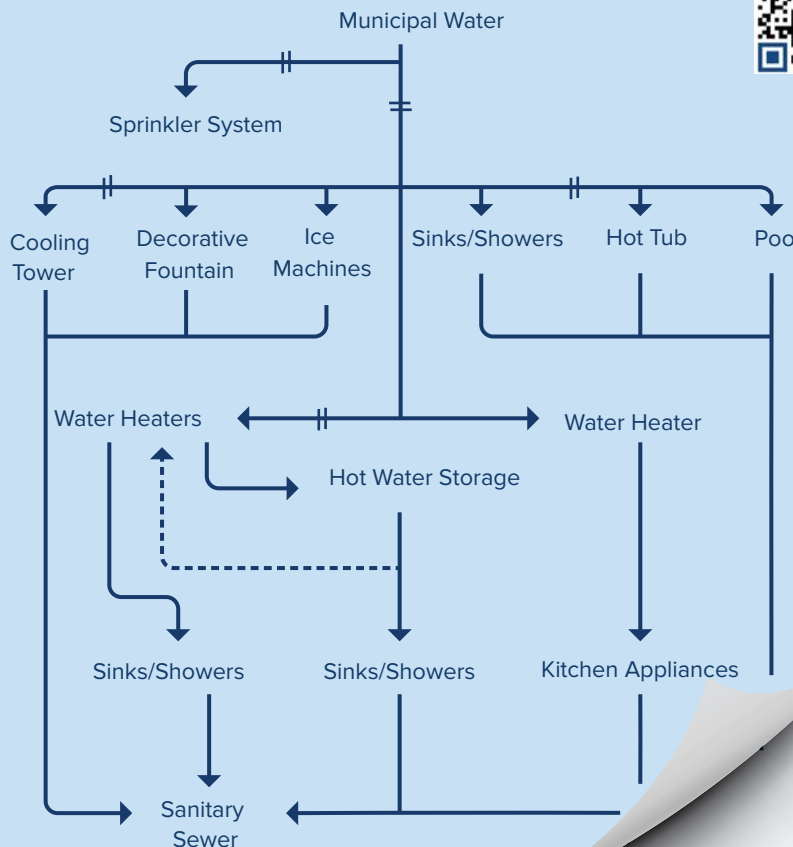 Municipal Water
Sprinkler System
Cooling
Tower
Decorative
Fountain
Ice
Machines
Sinks/Showers
Hot Tub
Poo
Water Heaters
Water Heater
Hot Water Storage
Sinks/Showers
Sinks/Showers
Kitchen Appliances
Sanitary
Sewer